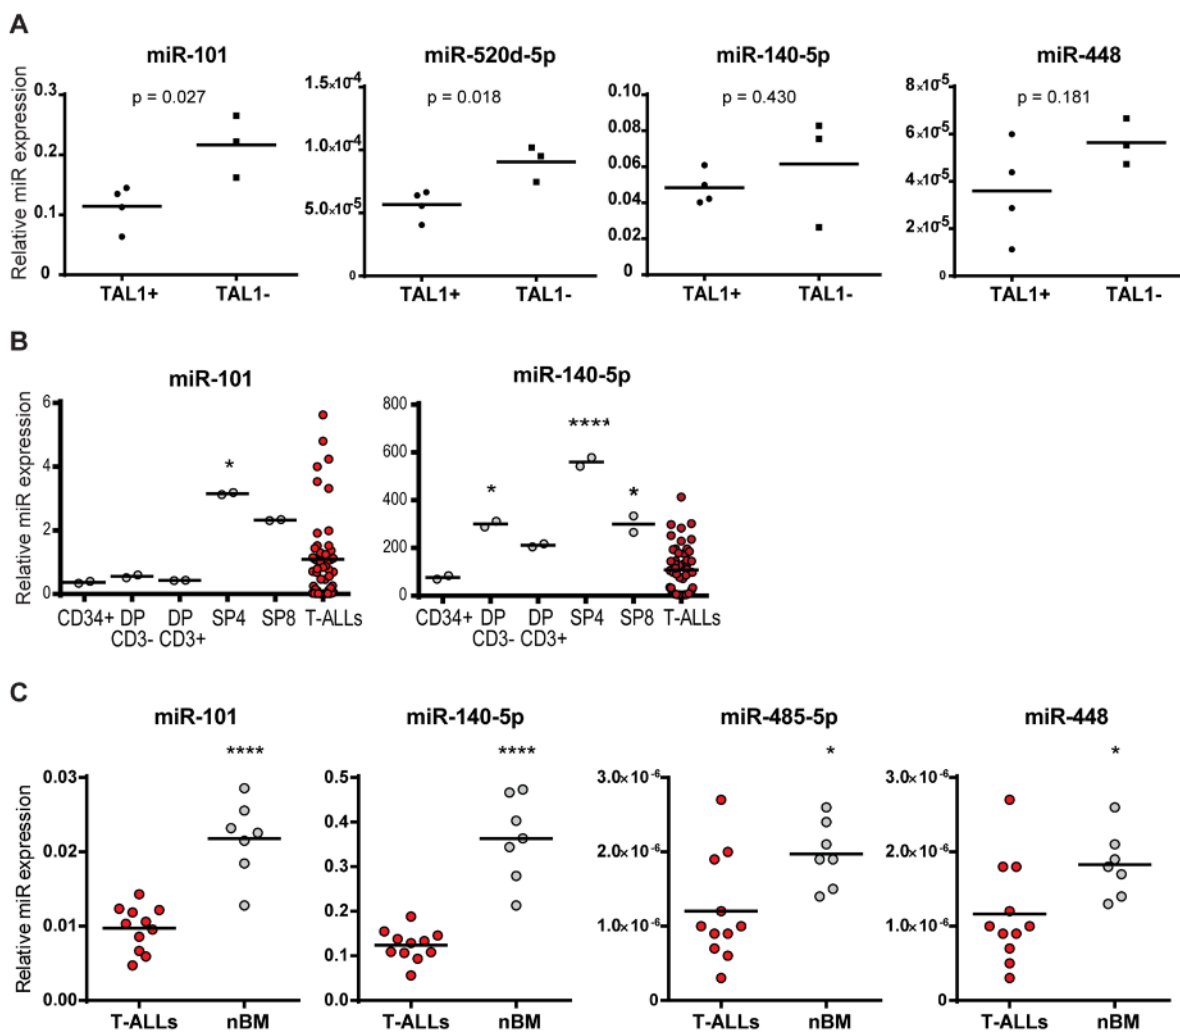 A
miR-101 miR-520d-5p miR-140-5p miR-448
Relative miR expression
0.3 0.2 0.1 0
p = 0.027
TAL1+ TAL1-
1.5×10⁻⁴ 1.0×10⁻⁴ 5.0×10⁻⁵ 0
p = 0.018
TAL1+ TAL1-
0.10 0.08 0.06 0.04 0.02 0
p = 0.430
TAL1+ TAL1-
8×10⁻⁵ 6×10⁻⁵ 4×10⁻⁵ 2×10⁻⁵ 0
p = 0.181
TAL1+ TAL1-
B
miR-101 miR-140-5p
Relative miR expression
6 4 2 0
*
CD34+ DP SP4 SP8 T-ALLs
CD3- CD3+
DP
800 600 400 200 0
* **** *
CD34+ DP DP SP4 SP8 T-ALLs
CD3- CD3+
C
miR-101 miR-140-5p miR-485-5p miR-448
Relative miR expression
**** **** * *
0.03 0.02 0.01 0.00
T-ALLs nBM
0.5 0.4 0.3 0.2 0.1 0.0
T-ALLs nBM
3.0×10⁻⁶ 2.0×10⁻⁶ 1.0×10⁻⁶ 0
T-ALLs nBM
3.0×10⁻⁶ 2.0×10⁻⁶ 1.0×10⁻⁶ 0
T-ALLs nBM